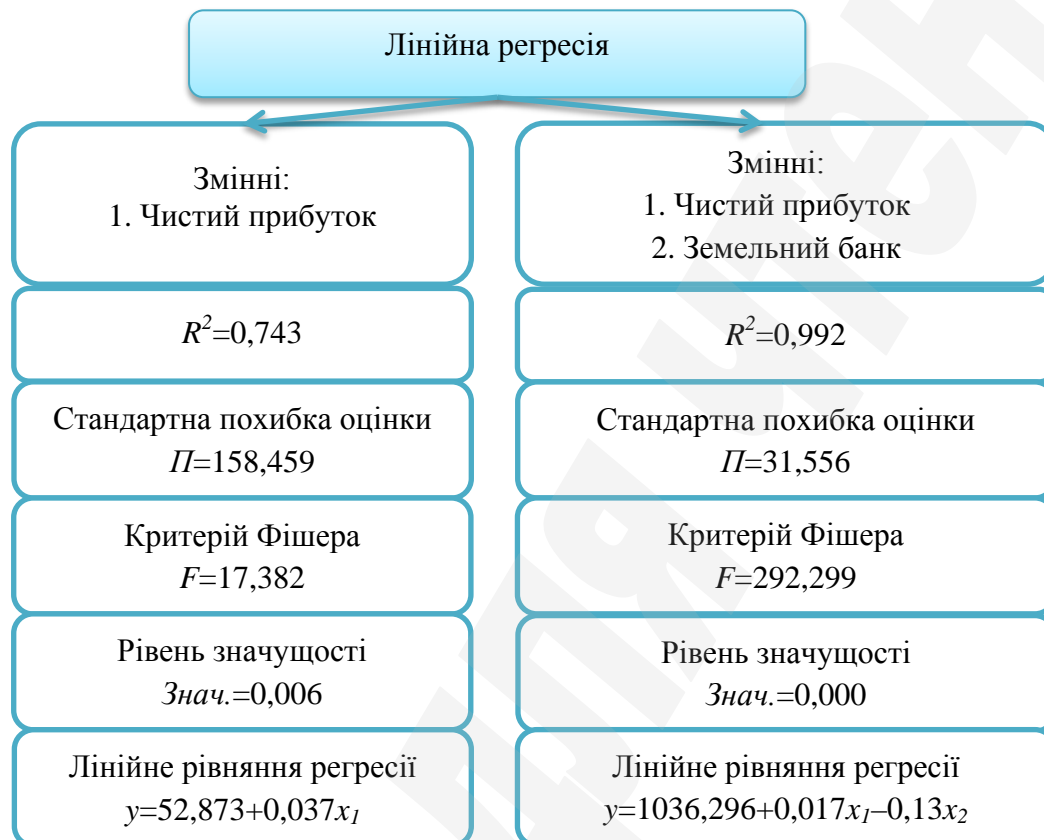 Лінійна регресія
Змінні:
1. Чистий прибуток
R²=0,743
Стандартна похибка оцінки
П=158,459
Критерій Фішера
F=17,382
Рівень значущості
Знач.=0,006
Лінійне рівняння регресії
y=52,873+0,037x₁
Змінні:
1. Чистий прибуток
2. Земельний банк
R²=0,992
Стандартна похибка оцінки
П=31,556
Критерій Фішера
F=292,299
Рівень значущості
Знач.=0,000
Лінійне рівняння регресії
y=1036,296+0,017x₁–0,13x₂